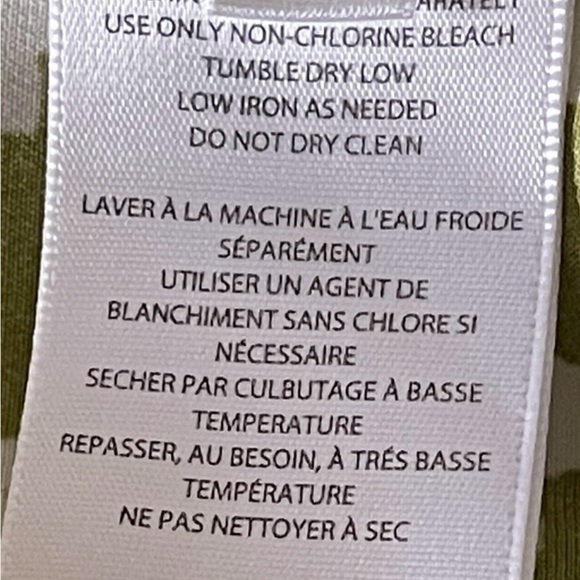 USE ONLY NON-CHLORINE BLEACH
TUMBLE DRY LOW
LOW IRON AS NEEDED
DO NOT DRY CLEAN
LAVER À LA MACHINE À L'EAU FROIDE
SÉPARÉMENT
UTILISER UN AGENT DE
BLANCHIMENT SANS CHLORE SI
NÉCESSAIRE
SECHER PAR CULBUTAGE À BASSE
TEMPERATURE
REPASSER, AU BESOIN, À TRÉS BASSE
TEMPÉRATURE
NE PAS NETTOYER À SEC